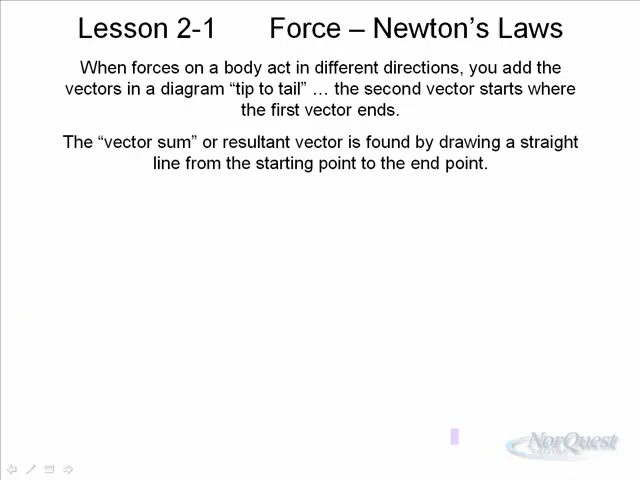 Lesson 2-1 Force – Newton's Laws
When forces on a body act in different directions, you add the
vectors in a diagram “tip to tail” … the second vector starts where
the first vector ends.
The “vector sum” or resultant vector is found by drawing a straight
line from the starting point to the end point.
NorQuest